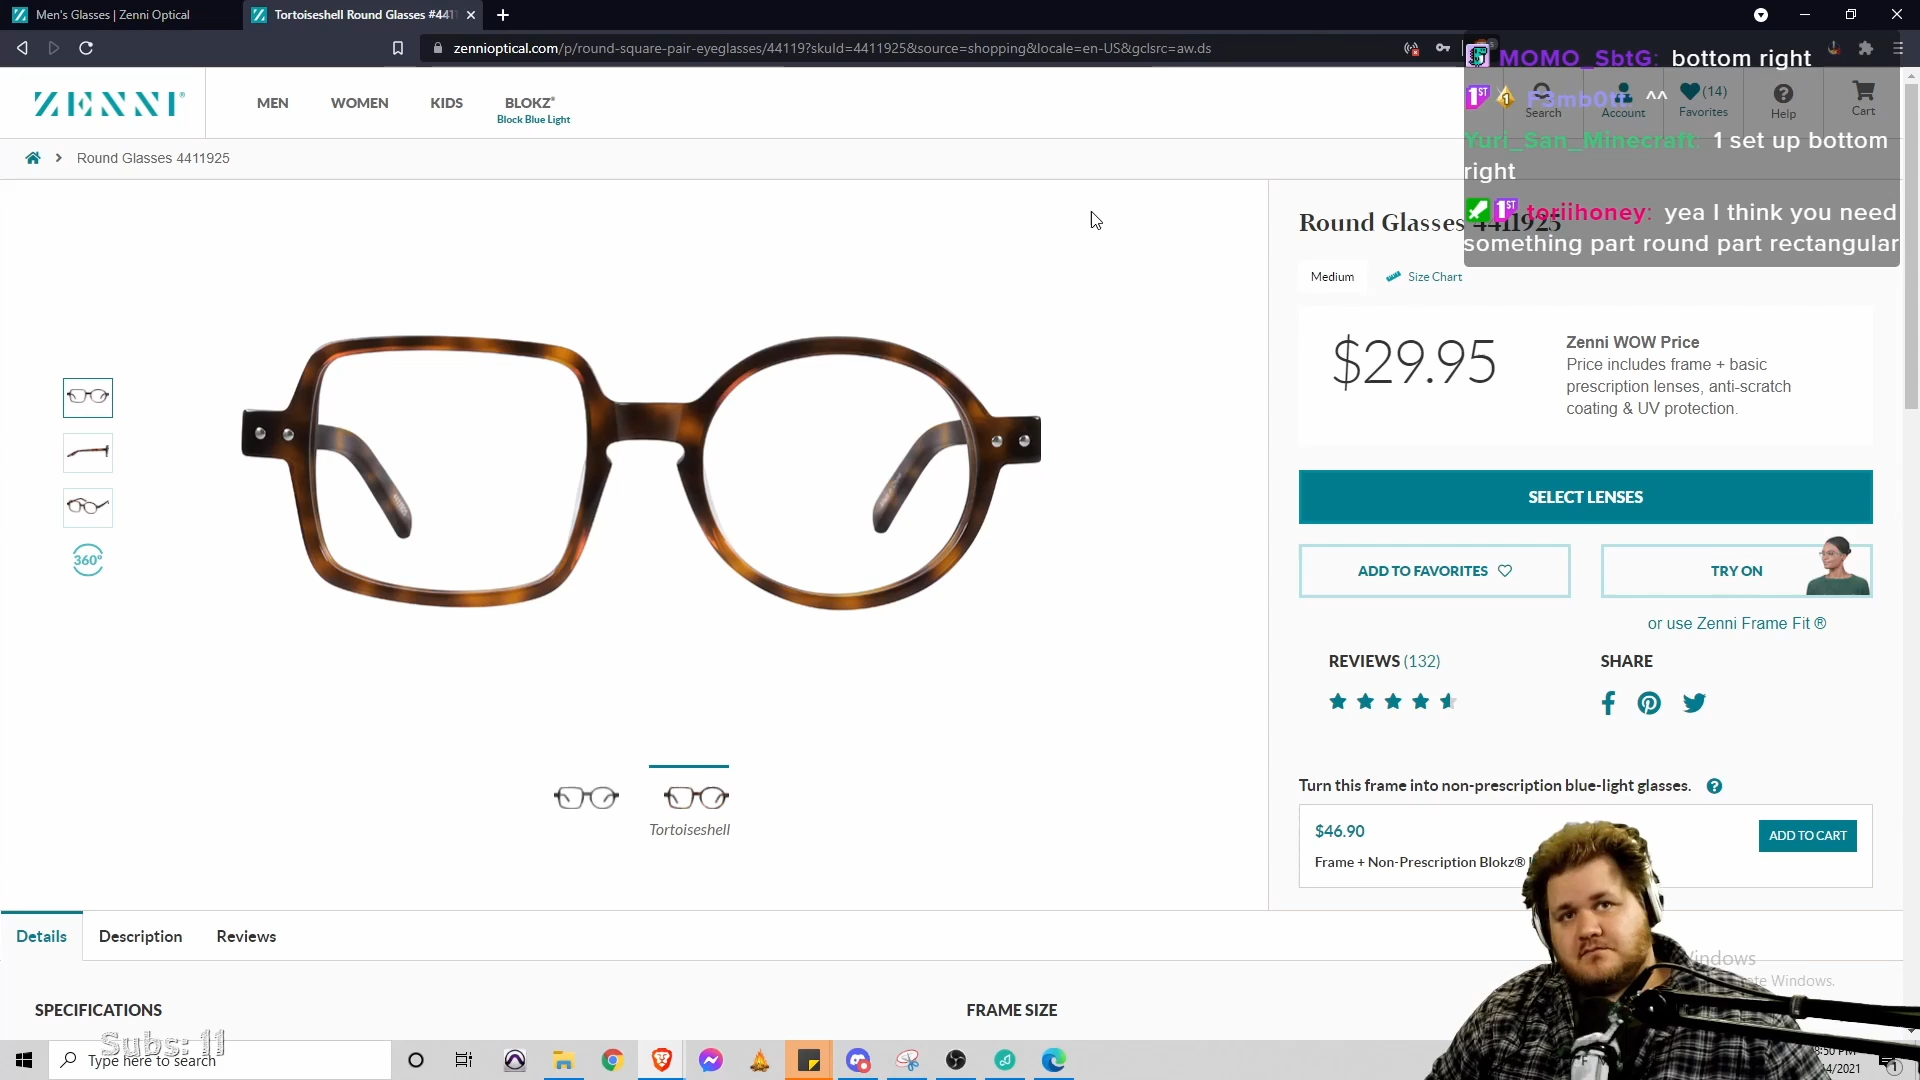 Men's Glasses | Zenni Optical
Tortoiseshell Round Glasses #441
zennioptical.com/p/round-square-pair-eyeglasses/44119?skuId=4411925&source=shopping&locale=en-US&gclsrc=aw.ds
MOMO_SbtG: bottom right
^^
Yuri_San_Minecraft: 1 set up bottom
right
toriihoney: yea I think you need
something part round part rectangular
ZENNI
MEN
WOMEN
KIDS
BLOKZ®
Block Blue Light
Search
Account
(14)
Favorites
Help
Cart
Round Glasses 4411925
Round Glasses 4411925
Medium
Size Chart
$29.95
Zenni WOW Price
Price includes frame + basic
prescription lenses, anti-scratch
coating & UV protection.
SELECT LENSES
ADD TO FAVORITES
TRY ON
or use Zenni Frame Fit ®
REVIEWS (132)
SHARE
360°
Tortoiseshell
Turn this frame into non-prescription blue-light glasses.
$46.90
Frame + Non-Prescription Blokz®
ADD TO CART
Details
Description
Reviews
SPECIFICATIONS
FRAME SIZE
Subs: 11
Type here to search